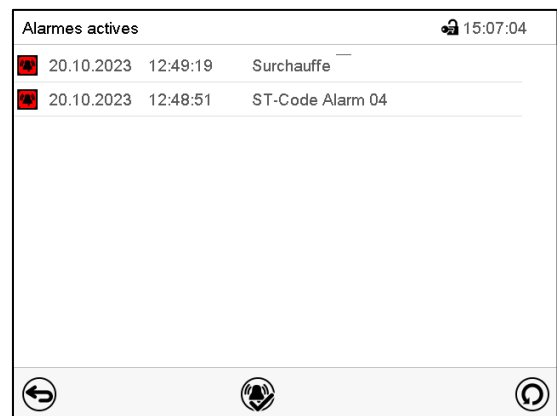 Alarmes actives 15:07:04
20.10.2023 12:49:19 Surchauffe
20.10.2023 12:48:51 ST-Code Alarm 04